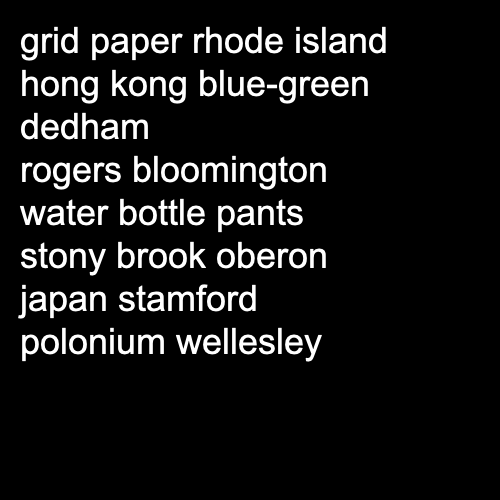 grid paper rhode island
hong kong blue-green
dedham
rogers bloomington
water bottle pants
stony brook oberon
japan stamford
polonium wellesley